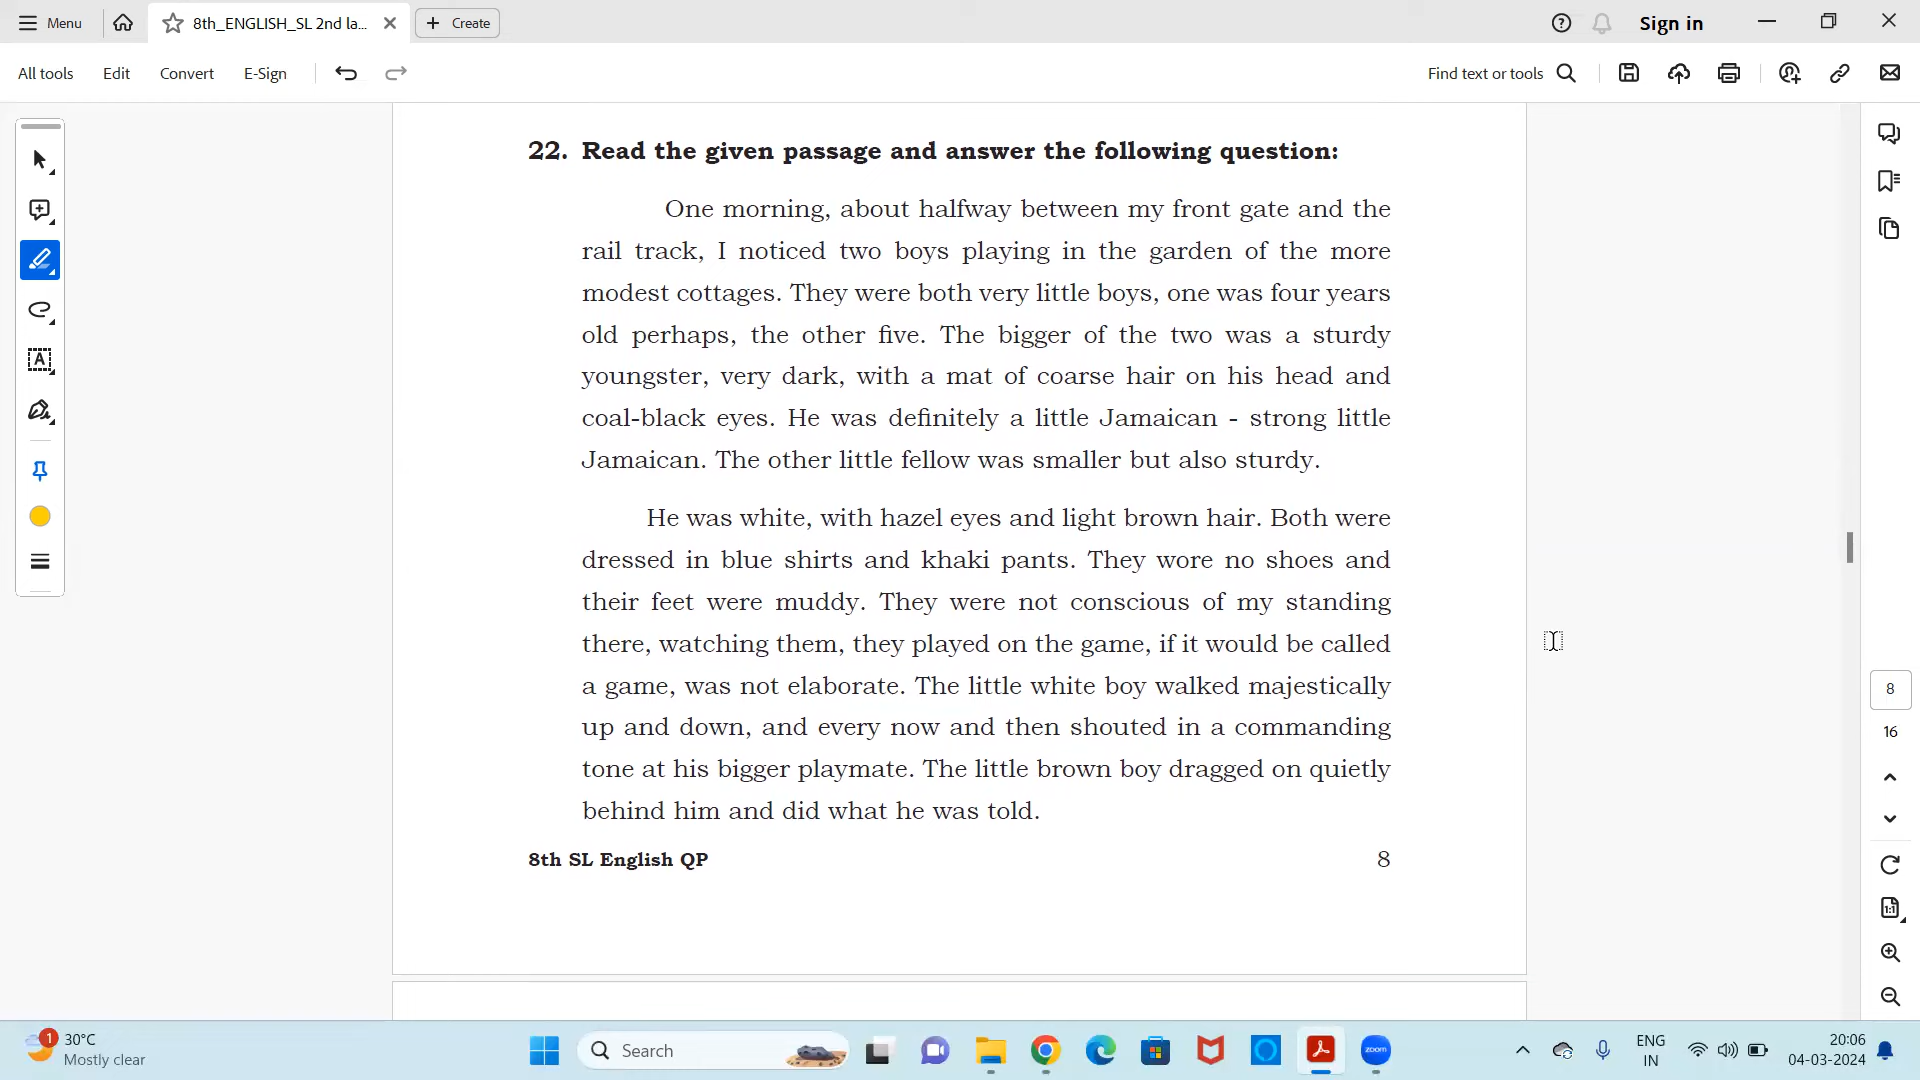 Menu
8th_ENGLISH_SL 2nd la...
Create
Sign in
All tools
Edit
Convert
E-Sign
Find text or tools
22. Read the given passage and answer the following question:
One morning, about halfway between my front gate and the
rail track, I noticed two boys playing in the garden of the more
modest cottages. They were both very little boys, one was four years
old perhaps, the other five. The bigger of the two was a sturdy
youngster, very dark, with a mat of coarse hair on his head and
coal-black eyes. He was definitely a little Jamaican - strong little
Jamaican. The other little fellow was smaller but also sturdy.
He was white, with hazel eyes and light brown hair. Both were
dressed in blue shirts and khaki pants. They wore no shoes and
their feet were muddy. They were not conscious of my standing
there, watching them, they played on the game, if it would be called
a game, was not elaborate. The little white boy walked majestically
up and down, and every now and then shouted in a commanding
tone at his bigger playmate. The little brown boy dragged on quietly
behind him and did what he was told.
8th SL English QP 8
8
16
1
30°C
Mostly clear
Search
zoom
ENG
IN
20:06
04-03-2024